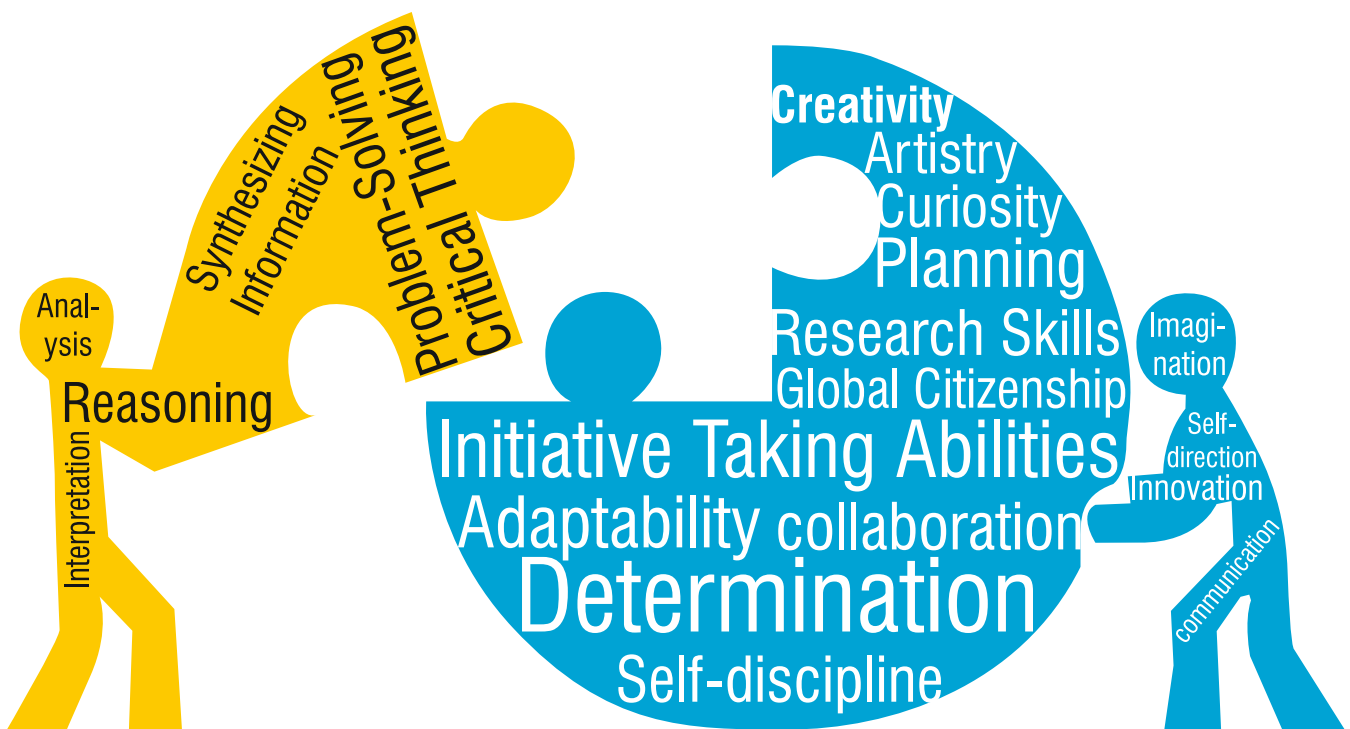 Anal-
ysis
Reasoning
Interpretation
Synthesizing
Information
Problem-Solving
Critical Thinking
Creativity
Artistry
Curiosity
Planning
Research Skills
Global Citizenship
Initiative Taking Abilities
Adaptability collaboration
Determination
Self-discipline
Imagi-
nation
Self-
direction
Innovation
communication